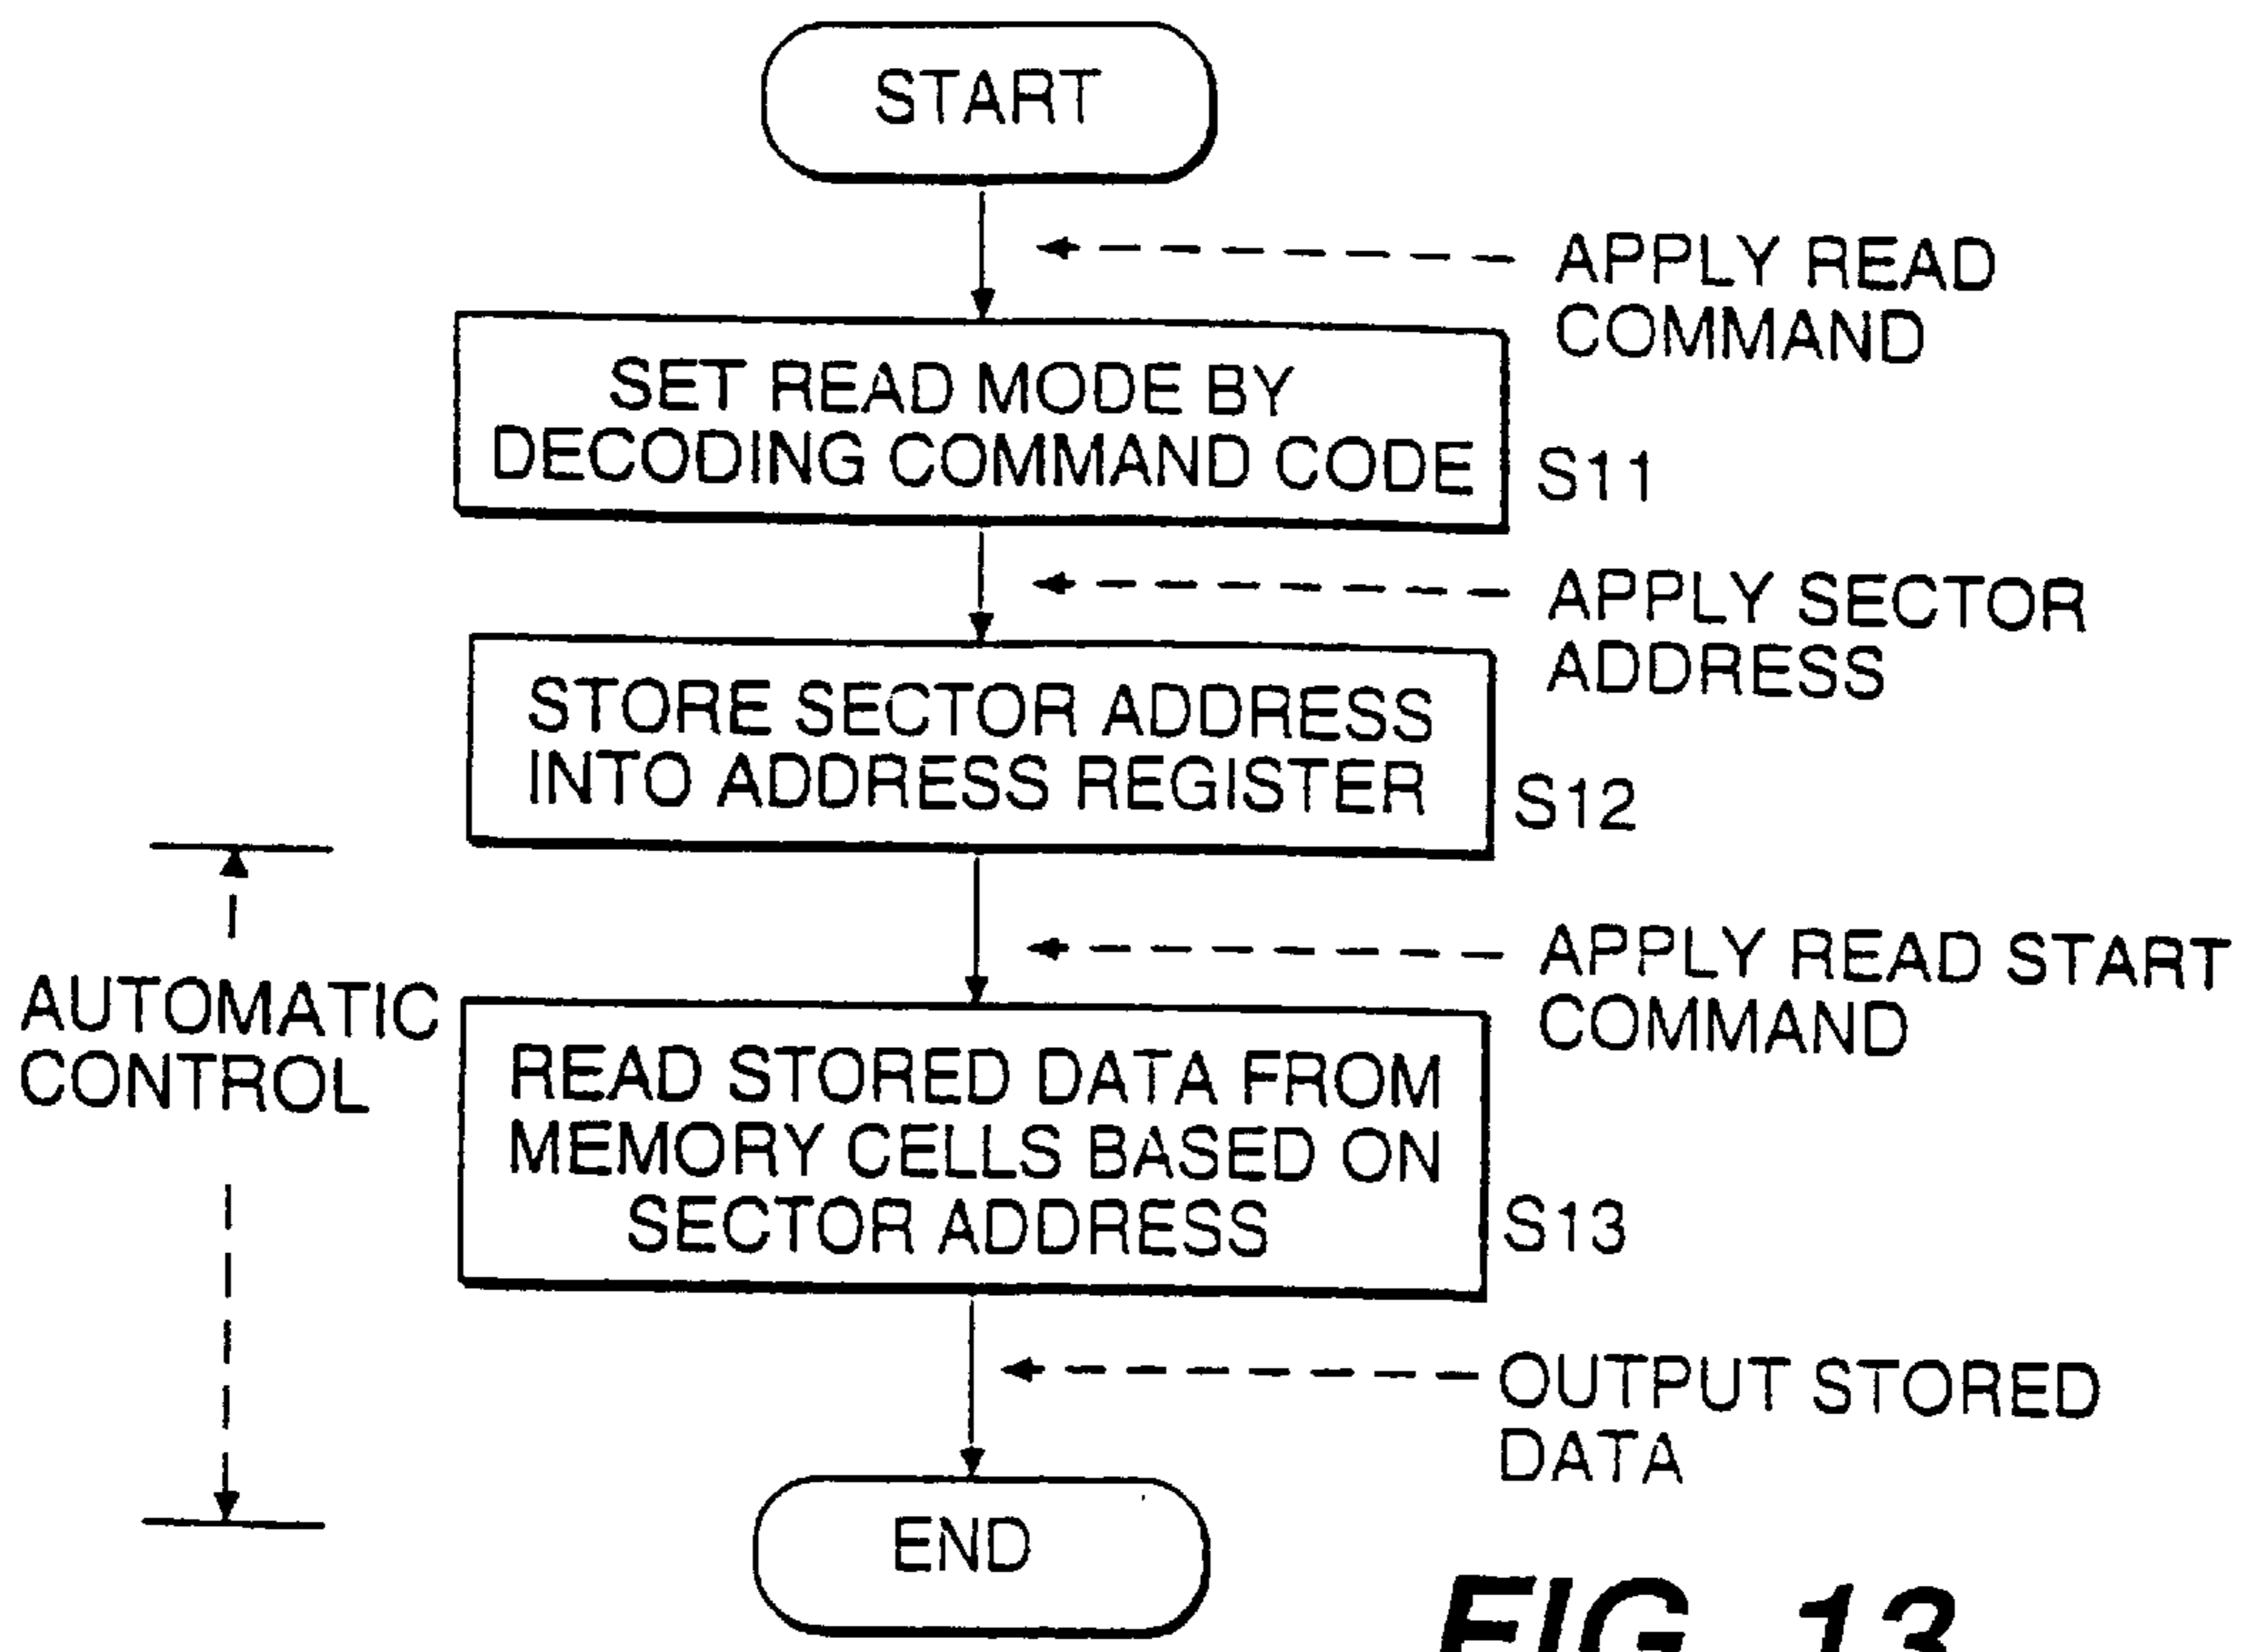 START
APPLY READ
COMMAND
SET READ MODE BY
DECODING COMMAND CODE
S11
APPLY SECTOR
ADDRESS
STORE SECTOR ADDRESS
INTO ADDRESS REGISTER
S12
AUTOMATIC
CONTROL
APPLY READ START
COMMAND
READ STORED DATA FROM
MEMORY CELLS BASED ON
SECTOR ADDRESS
S13
OUTPUT STORED
DATA
END
FIG. 13